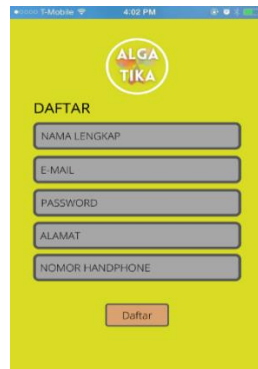 T-Mobile 4:02 PM
ALGA
TIKA
DAFTAR
NAMA LENGKAP
E-MAIL
PASSWORD
ALAMAT
NOMOR HANDPHONE
Daftar